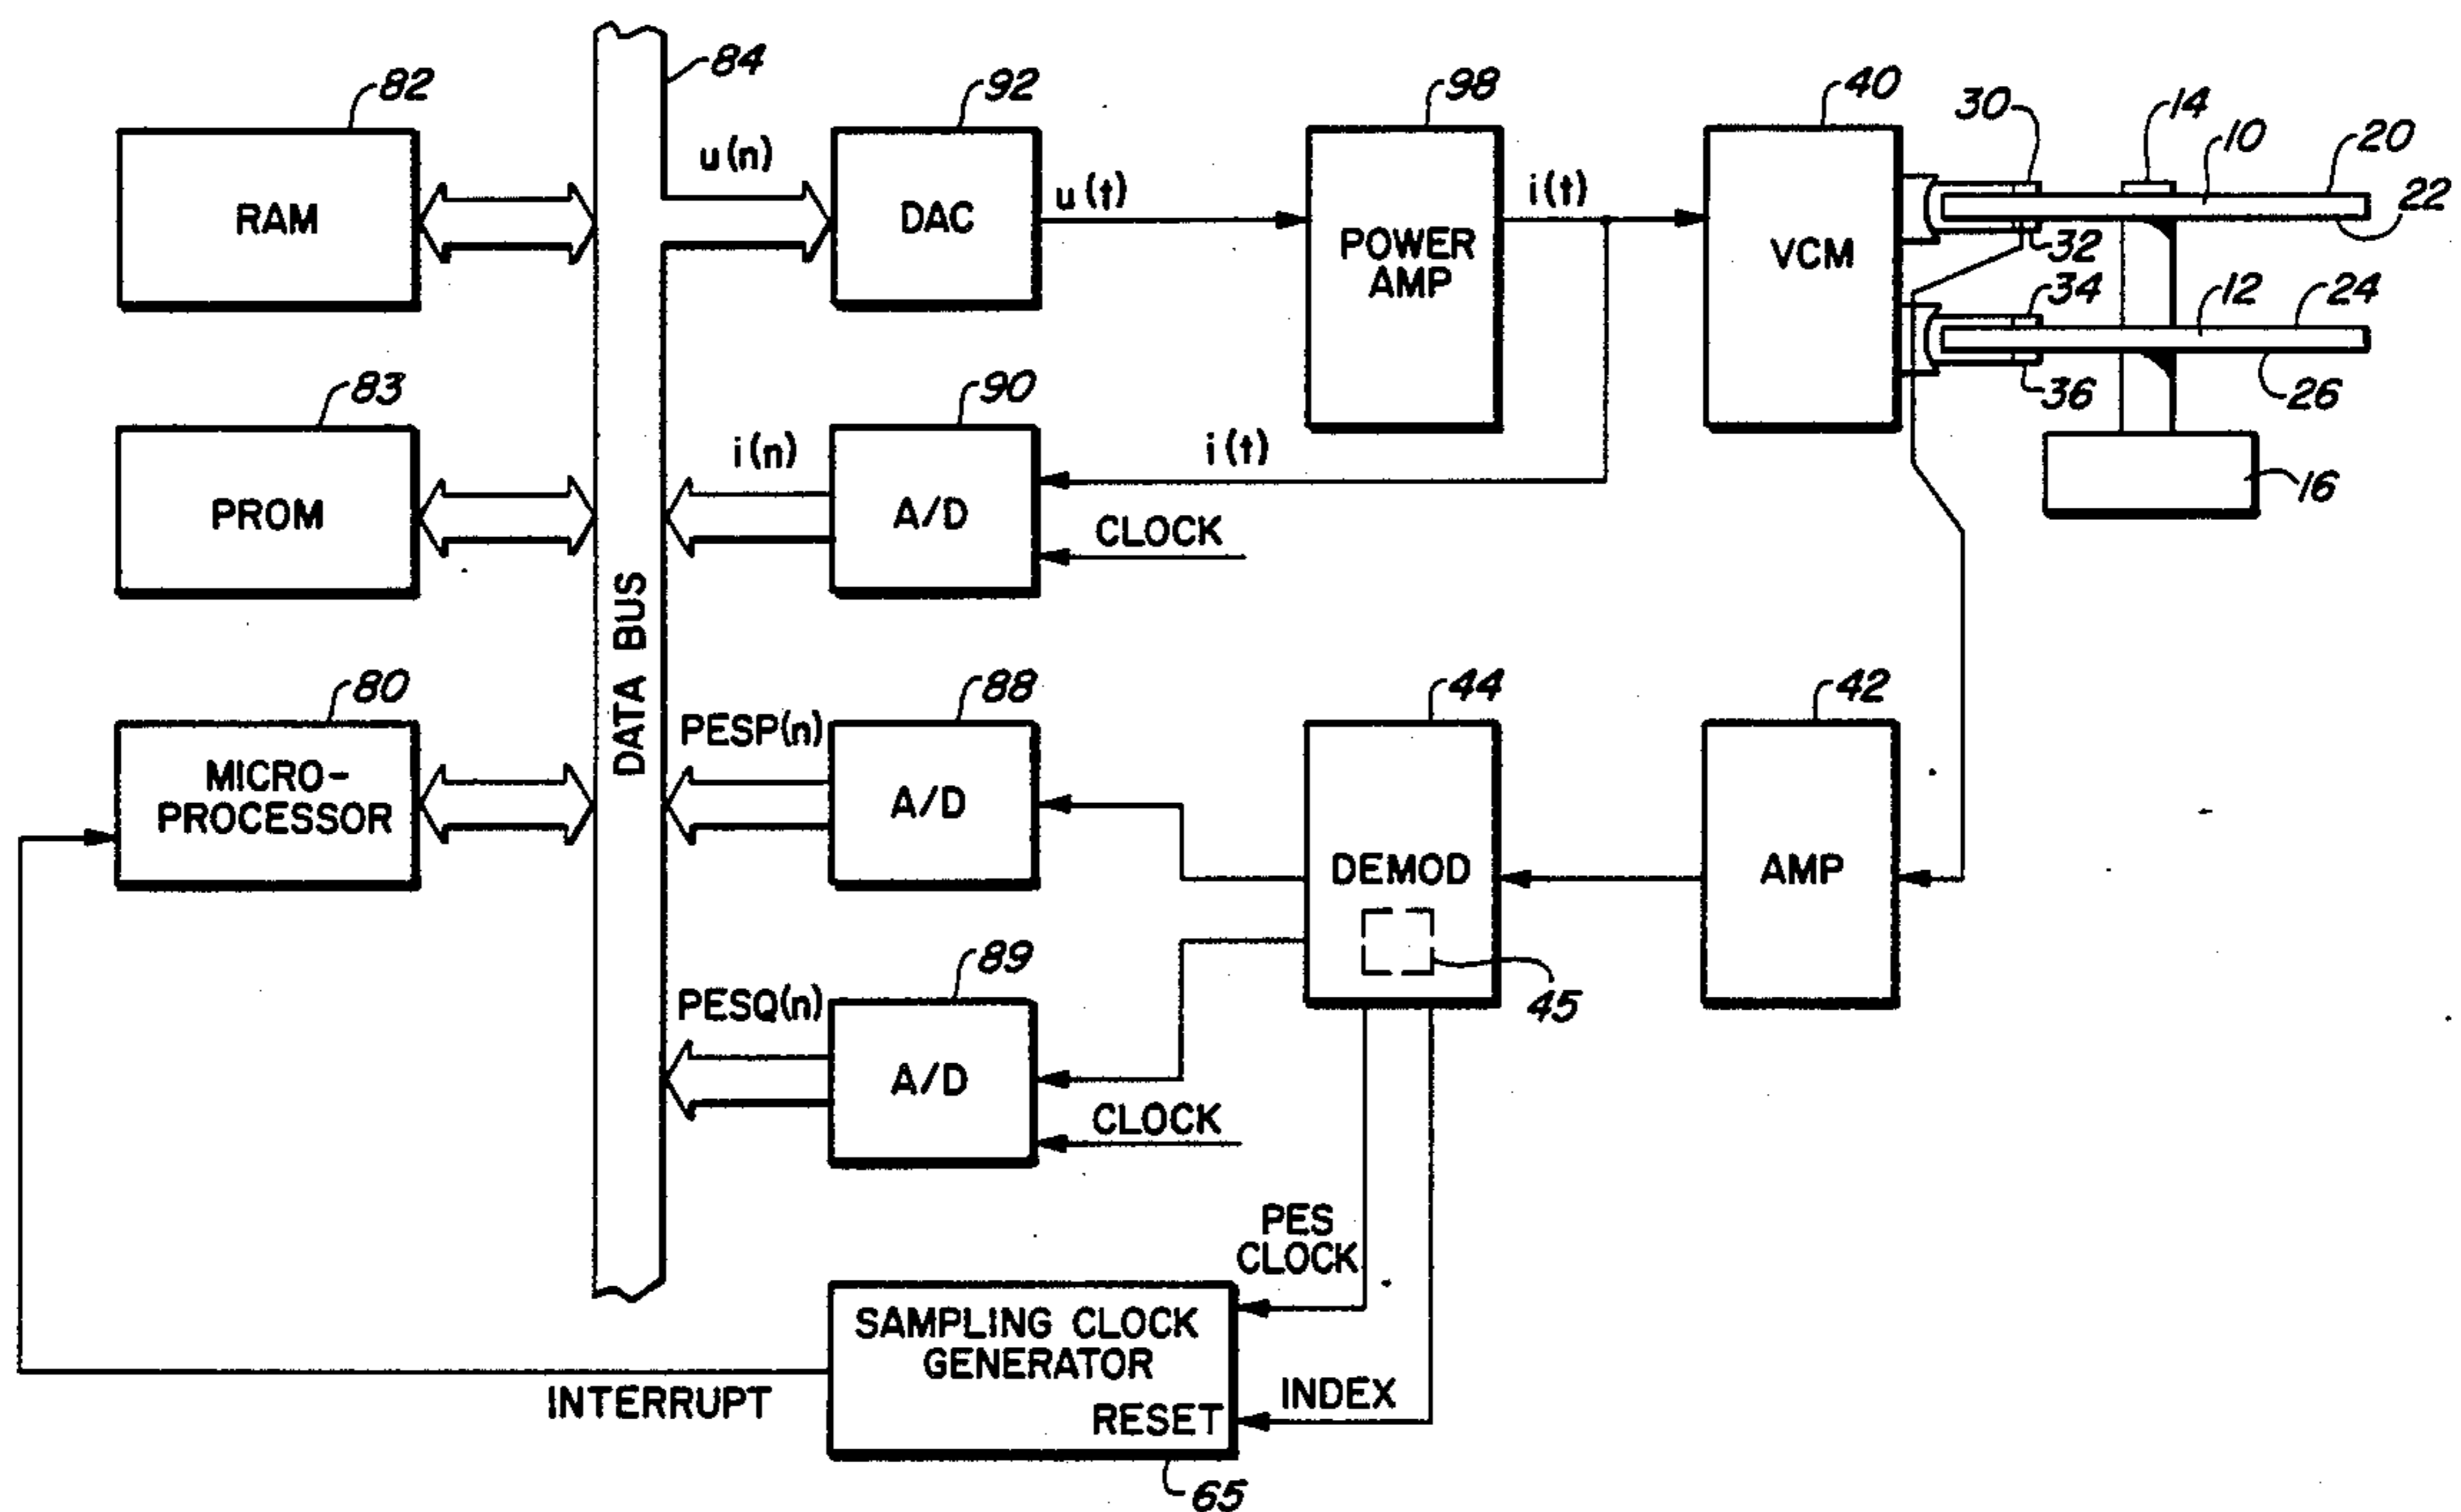 84
82
92
98
40
30
14
10
20
22
u(n)
RAM
DAC
u(t)
POWER
AMP
i(t)
VCM
32
34
12
24
36
26
83
90
PROM
i(n)
A/D
i(t)
CLOCK
16
DATA BUS
80
88
44
42
MICRO-
PROCESSOR
PESP(n)
A/D
DEMOD
AMP
45
89
PESQ(n)
A/D
CLOCK
PES
CLOCK
SAMPLING CLOCK
GENERATOR
RESET
INDEX
INTERRUPT
65